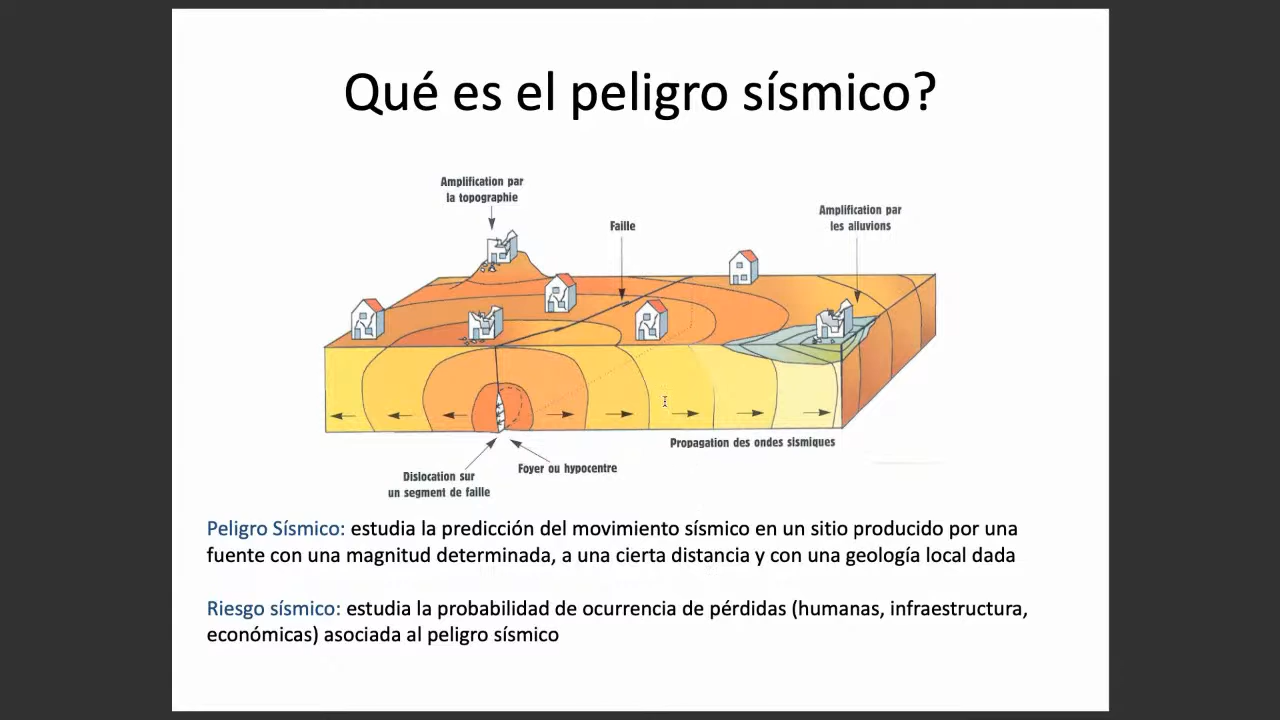 Qué es el peligro sísmico?
Amplification par
la topographie
Faille
Amplification par
les alluvions
Propagation des ondes sismiques
Foyer ou hypocentre
Dislocation sur
un segment de faille
Peligro Sísmico: estudia la predicción del movimiento sísmico en un sitio producido por una
fuente con una magnitud determinada, a una cierta distancia y con una geología local dada
Riesgo sísmico: estudia la probabilidad de ocurrencia de pérdidas (humanas, infraestructura,
económicas) asociada al peligro sísmico